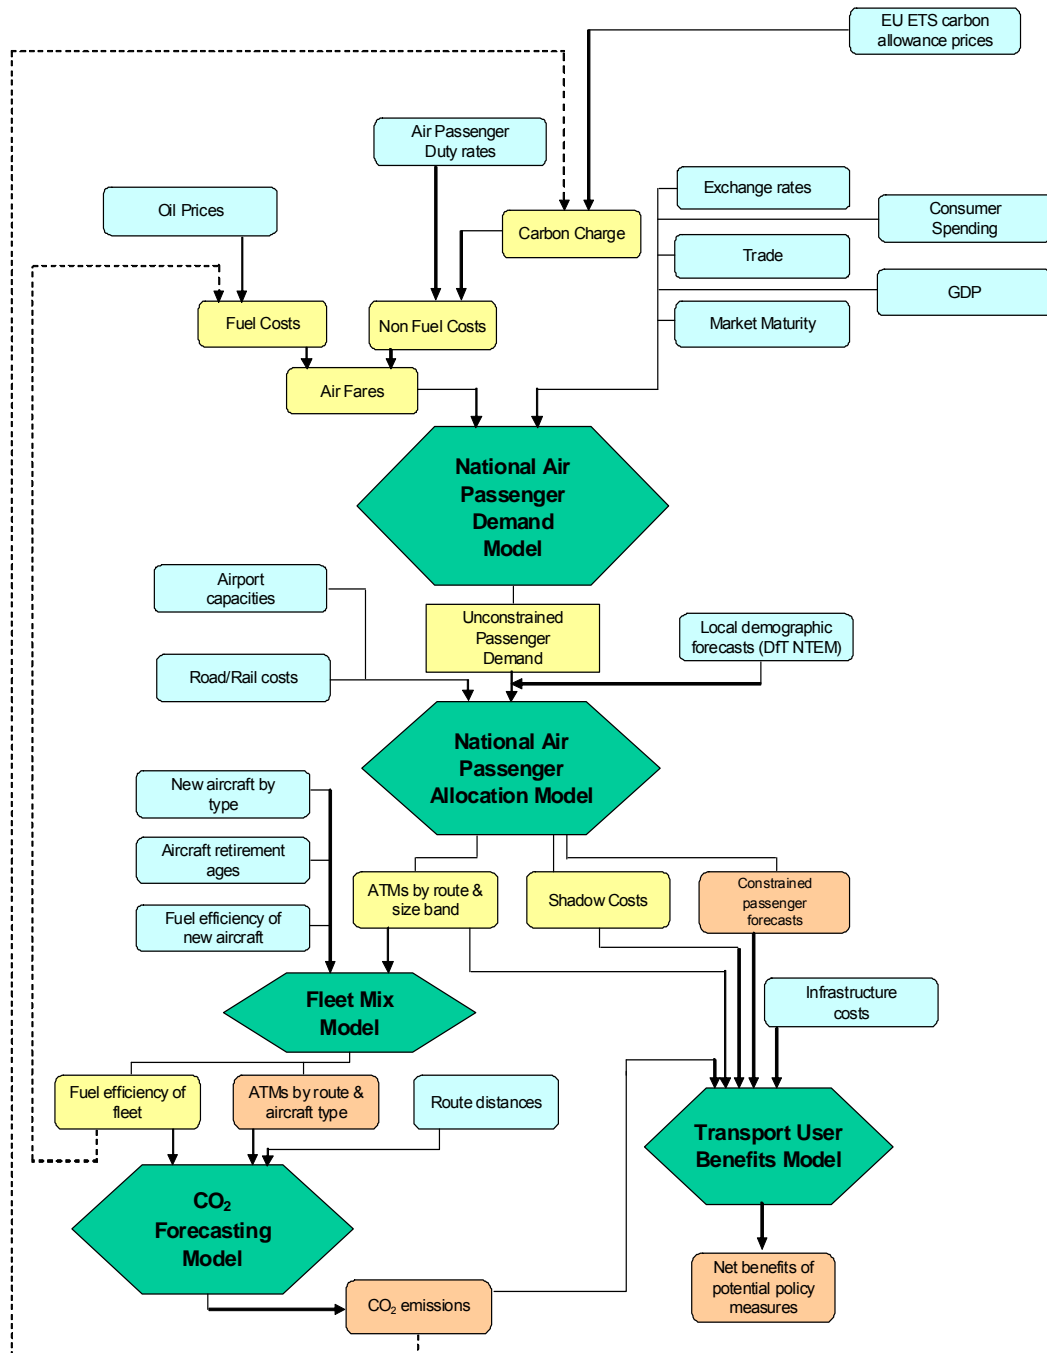 EU ETS carbon
allowance prices
Air Passenger
Duty rates
Exchange rates
Oil Prices
Consumer
Spending
Carbon Charge
Trade
GDP
Fuel Costs
Non Fuel Costs
Market Maturity
Air Fares
National Air
Passenger
Demand
Model
Airport
capacities
Unconstrained
Passenger
Demand
Local demographic
forecasts (DfT NTEM)
Road/Rail costs
National Air
Passenger
Allocation Model
New aircraft by
type
Aircraft retirement
ages
Fuel efficiency of
new aircraft
ATMs by route &
size band
Shadow Costs
Constrained
passenger
forecasts
Fleet Mix
Model
Infrastructure
costs
Fuel efficiency of
fleet
ATMs by route &
aircraft type
Route distances
Transport User
Benefits Model
CO₂
Forecasting
Model
CO₂ emissions
Net benefits of
potential policy
measures